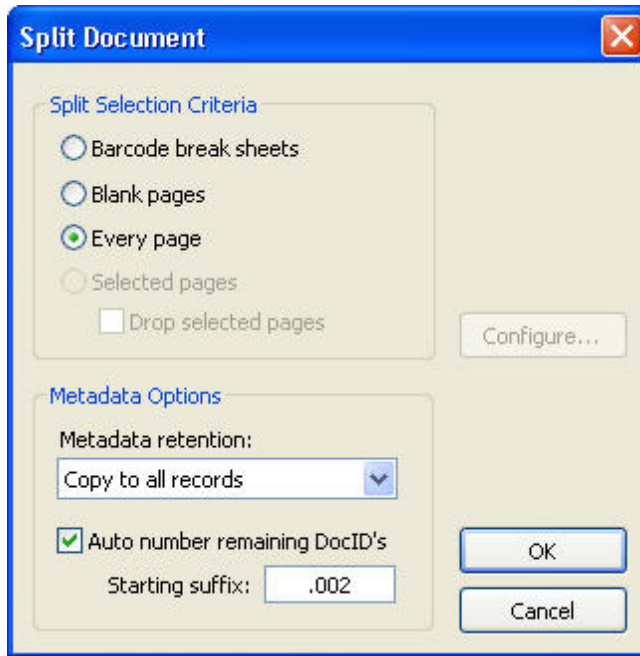 Split Document
Split Selection Criteria
Barcode break sheets
Blank pages
Every page
Selected pages
Drop selected pages
Configure...
Metadata Options
Metadata retention:
Copy to all records
Auto number remaining DocID's
Starting suffix: .002
OK
Cancel